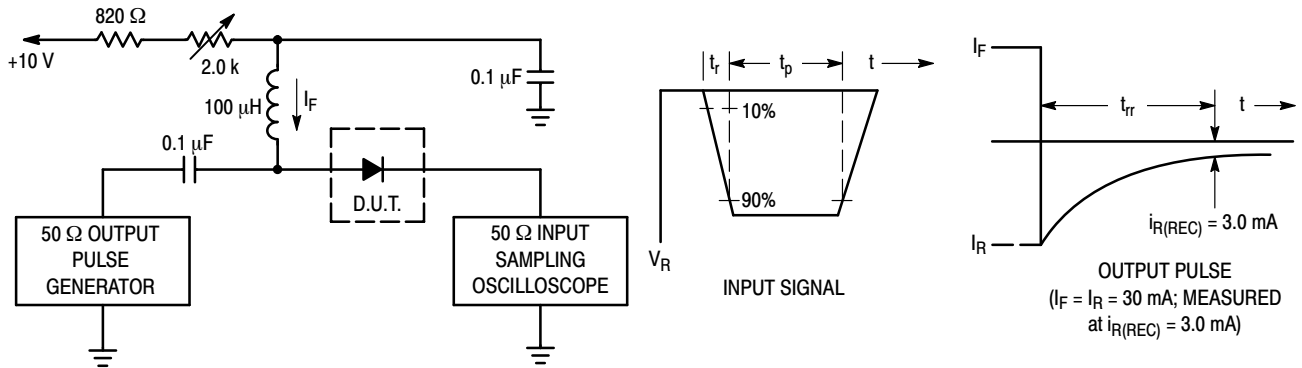 820 Ω
+10 V
2.0 k
100 μH
I_F
0.1 μF
0.1 μF
D.U.T.
50 Ω OUTPUT
PULSE
GENERATOR
50 Ω INPUT
SAMPLING
OSCILLOSCOPE
t_r
t_p
t
10%
90%
V_R
INPUT SIGNAL
I_F
t_rr
t
I_R
i_R(REC) = 3.0 mA
OUTPUT PULSE
(I_F = I_R = 30 mA; MEASURED
at i_R(REC) = 3.0 mA)